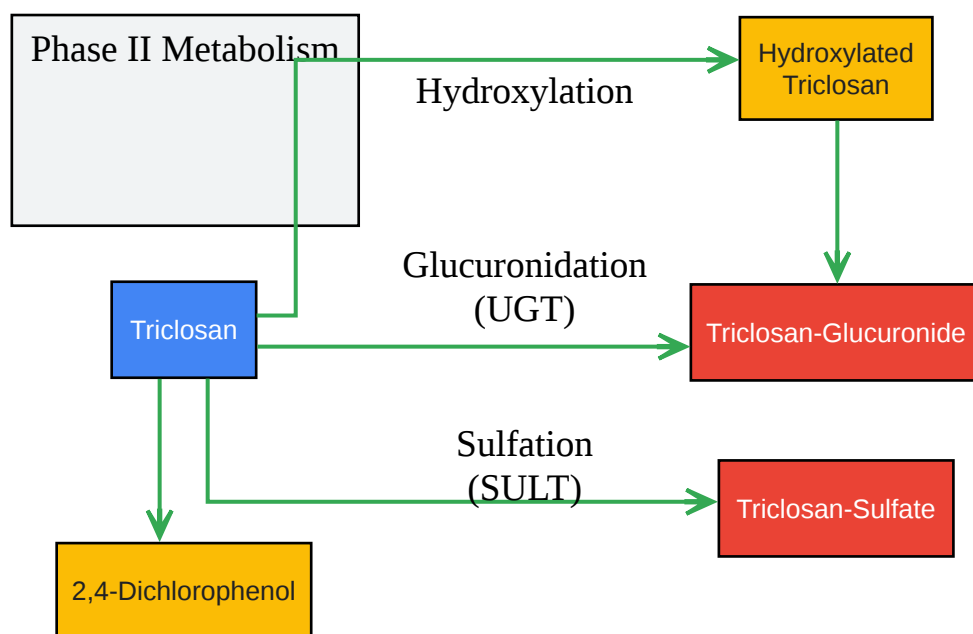 Phase II Metabolism
Hydroxylation
Hydroxylated
Triclosan
Glucuronidation
(UGT)
Triclosan
Triclosan-Glucuronide
Sulfation
(SULT)
Triclosan-Sulfate
2,4-Dichlorophenol